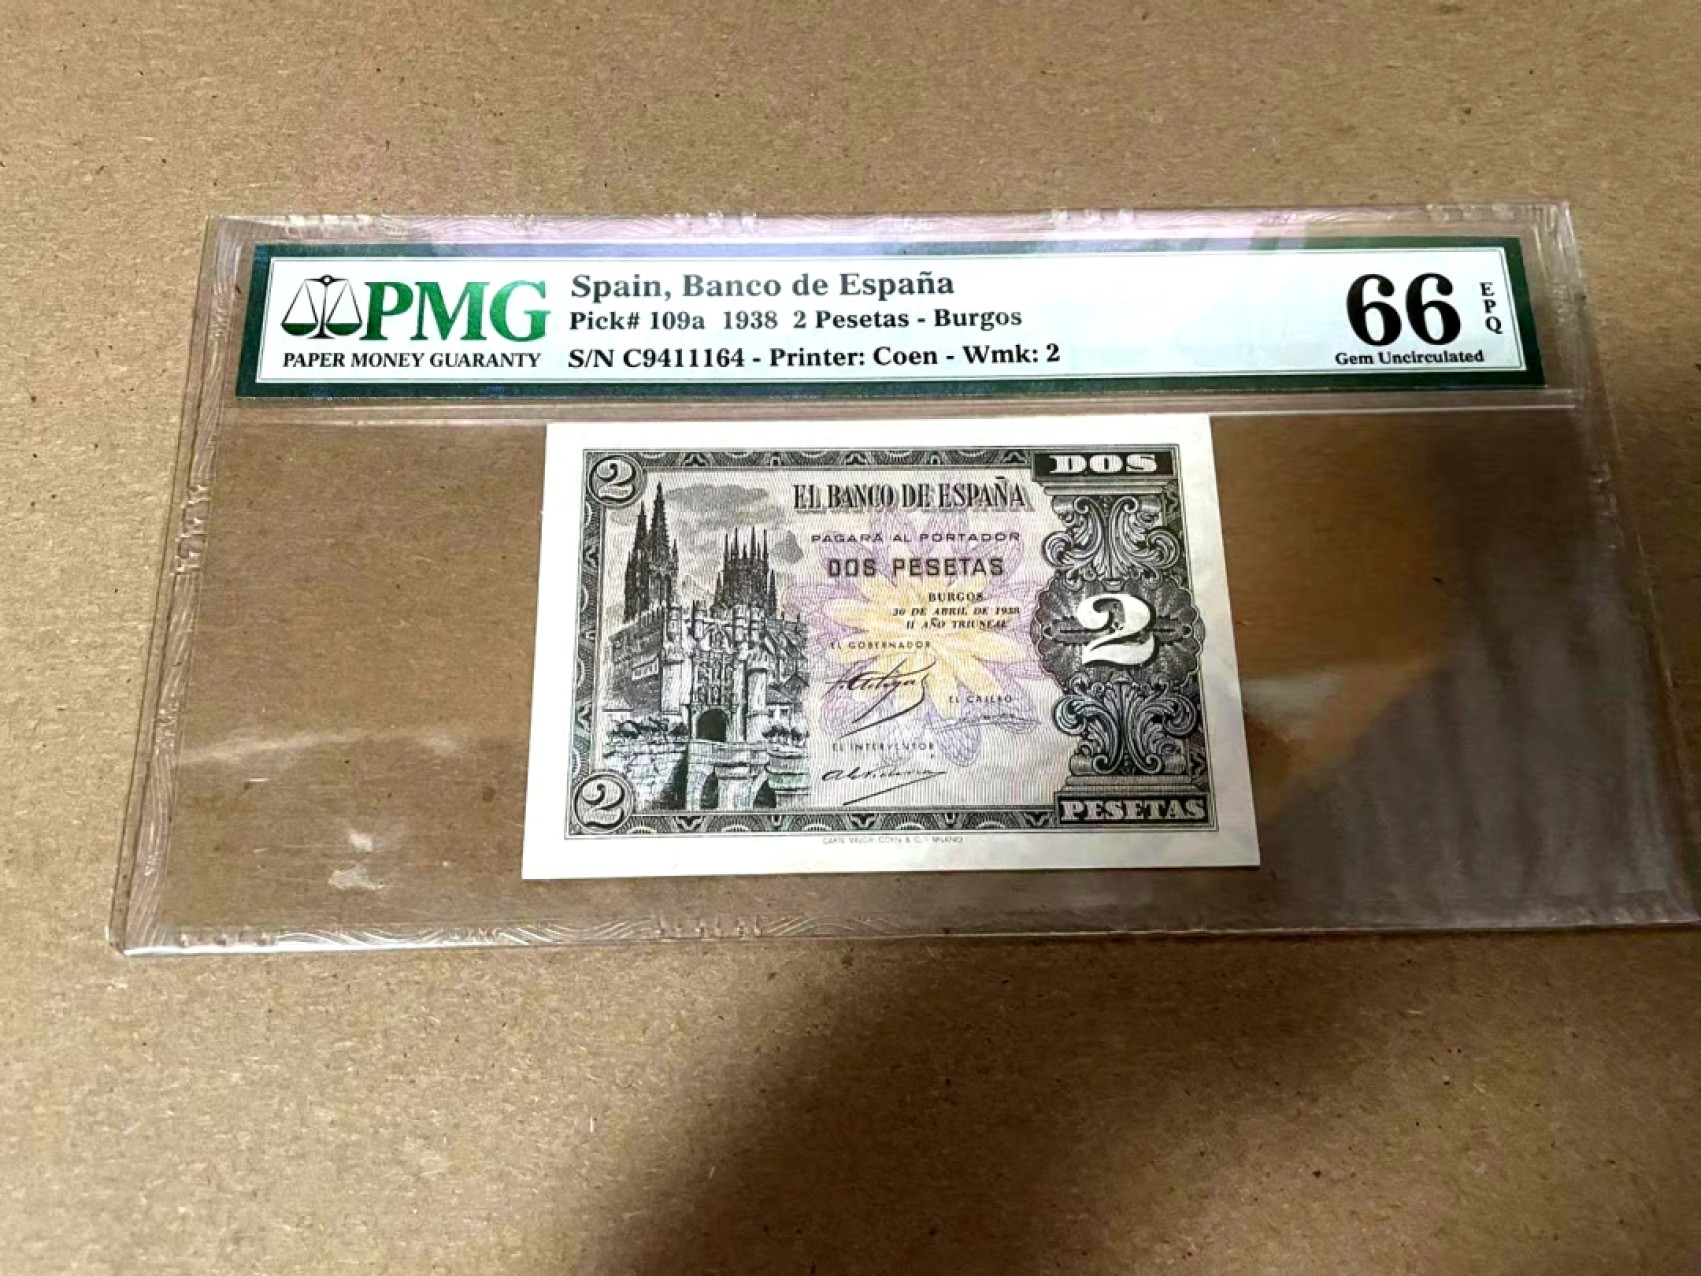 PMG
PAPER MONEY GUARANTY
Spain, Banco de España
Pick# 109a 1938 2 Pesetas - Burgos
S/N C9411164 - Printer: Coen - Wmk: 2
66
EPQ
Gem Uncirculated
2
DOS
EL BANCO DE ESPAÑA
PAGARÁ AL PORTADOR
DOS PESETAS
BURGOS
30 DE ABRIL DE 1938
II AÑO TRIUNFAL
2
EL GOBERNADOR
EL CAJERO
EL INTERVENTOR
2
PESETAS